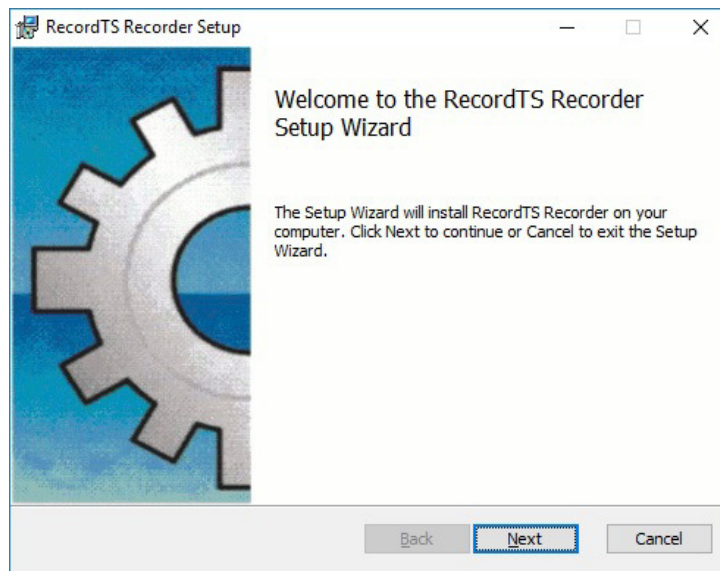 RecordTS Recorder Setup
Welcome to the RecordTS Recorder
Setup Wizard
The Setup Wizard will install RecordTS Recorder on your
computer. Click Next to continue or Cancel to exit the Setup
Wizard.
Back Next Cancel